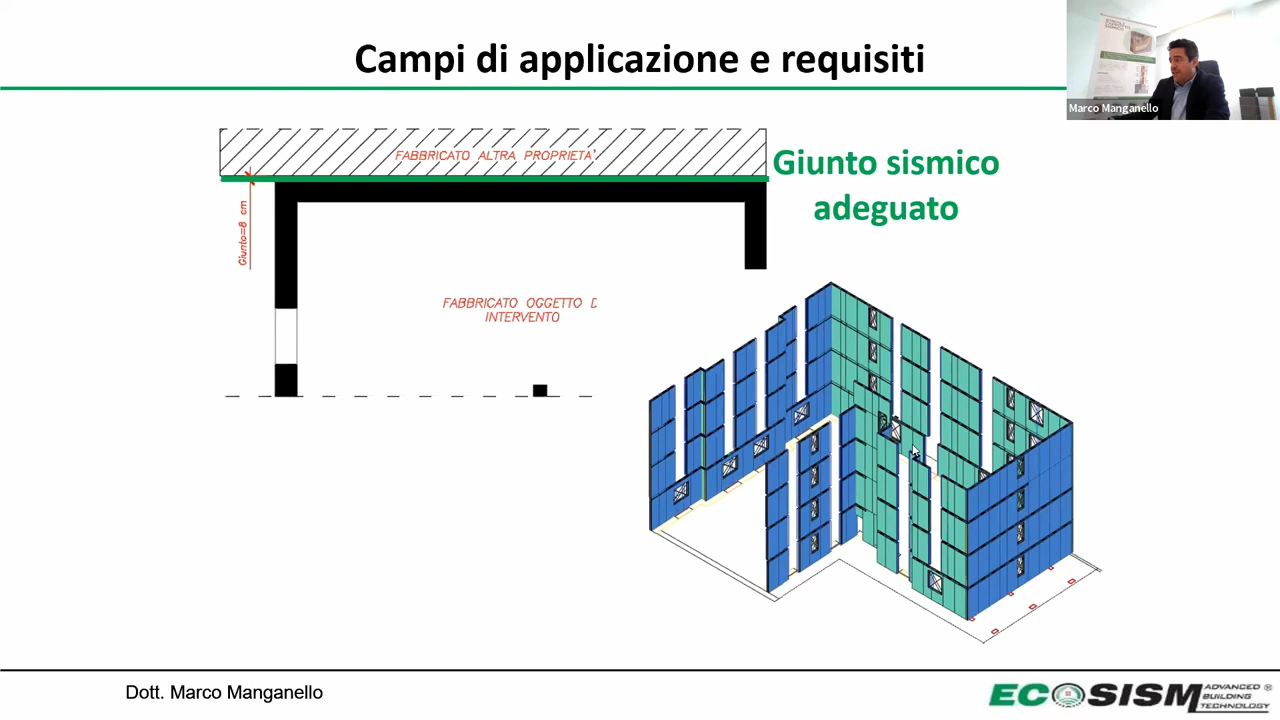 Campi di applicazione e requisiti
Marco Manganello
FABBRICATO ALTRA PROPRIETA'
Giunto sismico
adeguato
Giunto=8 cm
FABBRICATO OGGETTO D
INTERVENTO
Dott. Marco Manganello
ECOSISM
ADVANCED
BUILDING
TECHNOLOGY
®